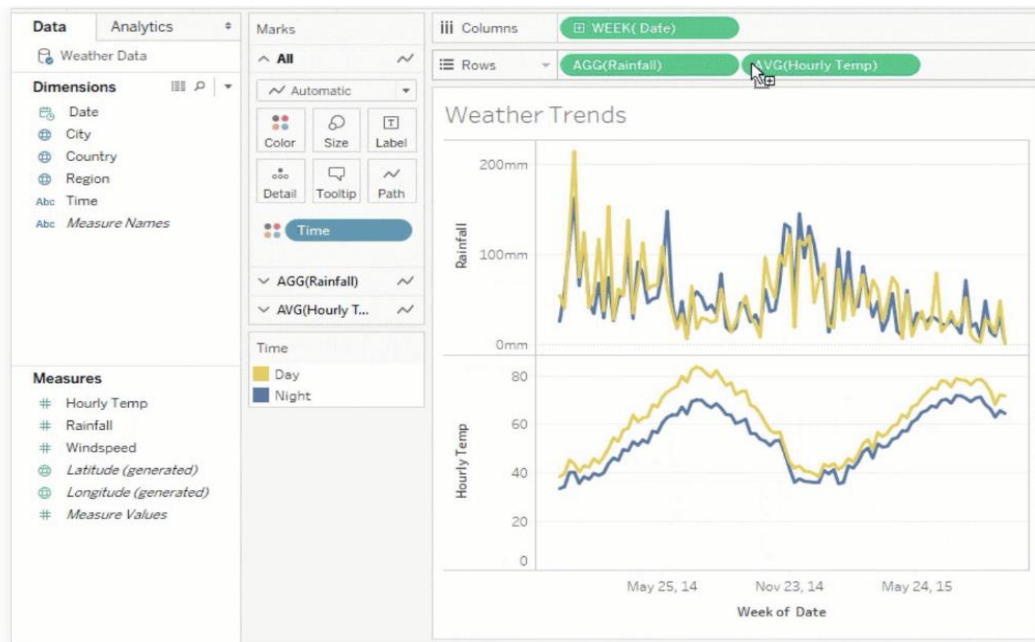 Data Analytics
Weather Data
Dimensions
Date
City
Country
Region
Abc Time
Abc Measure Names
Measures
# Hourly Temp
# Rainfall
# Windspeed
Latitude (generated)
Longitude (generated)
# Measure Values
Marks
All
Automatic
Color Size Label
Detail Tooltip Path
Time
AGG(Rainfall)
AVG(Hourly T...
Time
Day
Night
Columns WEEK( Date)
Rows AGG(Rainfall) AVG(Hourly Temp)
Weather Trends
200mm
100mm
0mm
Rainfall
80
60
40
20
0
Hourly Temp
May 25, 14 Nov 23, 14 May 24, 15
Week of Date